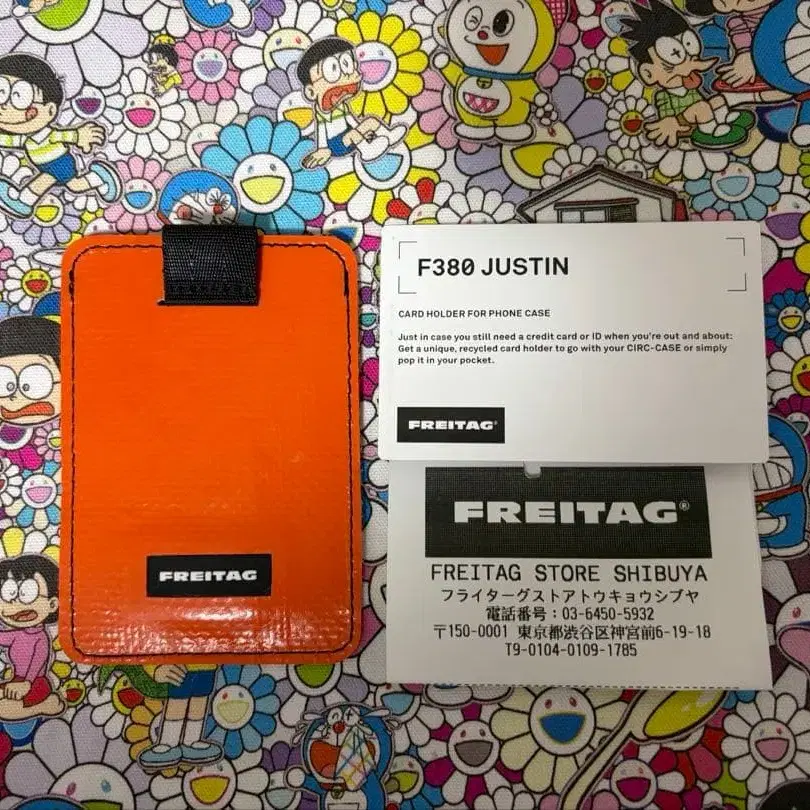 FREITAG
F380 JUSTIN
CARD HOLDER FOR PHONE CASE
Just in case you still need a credit card or ID when you're out and about:
Get a unique, recycled card holder to go with your CIRC-CASE or simply
pop it in your pocket.
FREITAG®
FREITAG®
FREITAG STORE SHIBUYA
フライターグストアトウキョウシブヤ
電話番号：03-6450-5932
〒150-0001 東京都渋谷区神宮前6-19-18
T9-0104-0109-1785